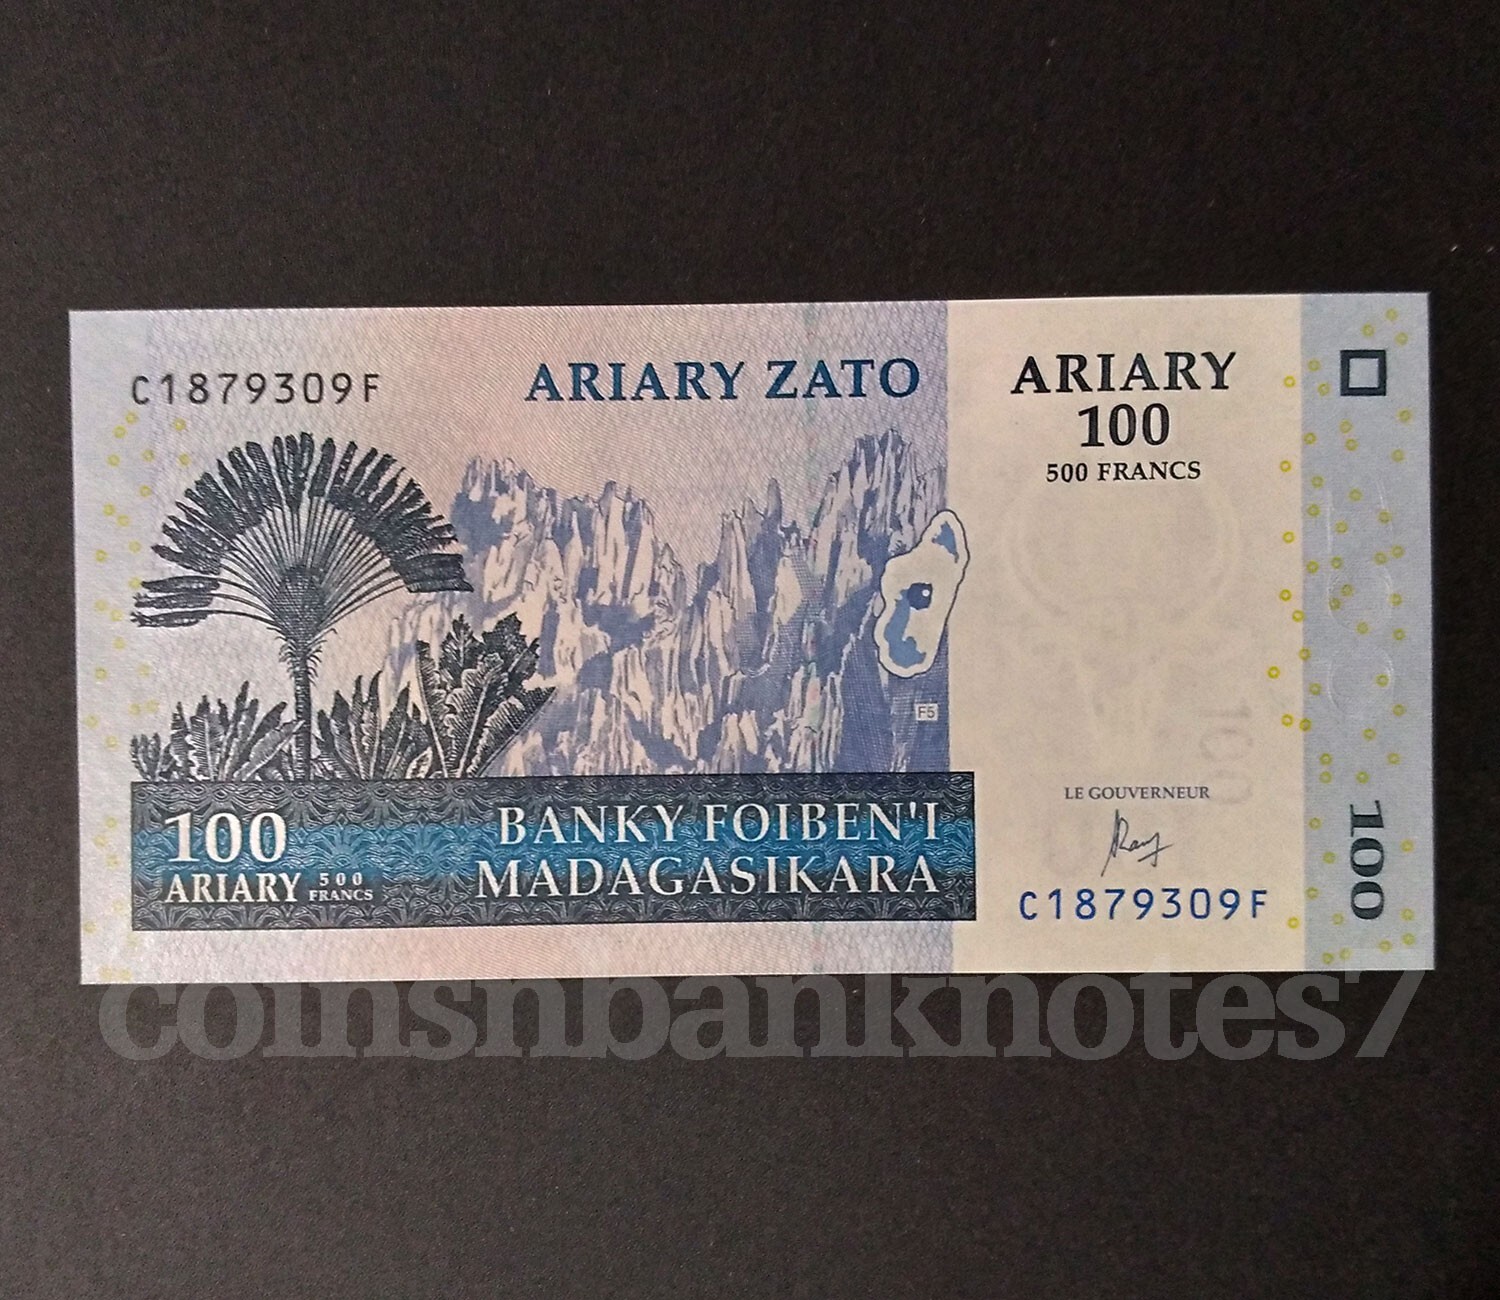 C1879309F
ARIARY ZATO
ARIARY
100
500 FRANCS
F5
LE GOUVERNEUR
C1879309F
100
ARIARY 500 FRANCS
BANKY FOIBEN'I
MADAGASIKARA
100
100
coinsnbanknotes7